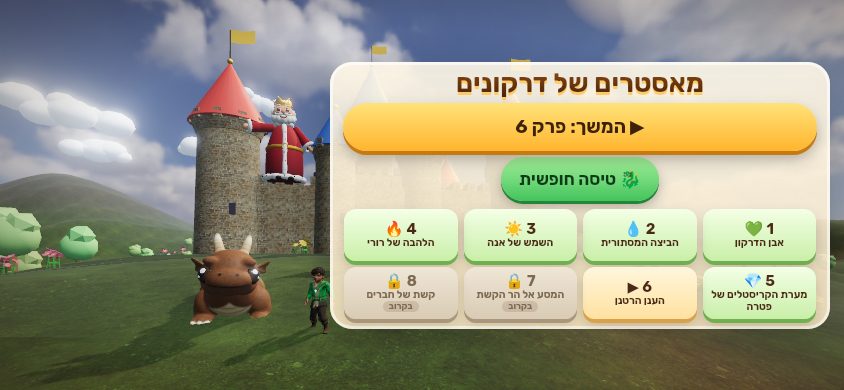 מאסטרים של דרקונים
▶ המשך: פרק 6
🐉 טיסה חופשית
1 💚
אבן הדרקון
2 💧
הביצה המסתורית
3 ☀️
השמש של אנה
4 🔥
הלהבה של רורי
5 💎
מערת הקריסטלים של
פטרה
6 ▶
הענן הרטנן
7 🔒
המסע אל הר הקשת
בקרוב
8 🔒
קשת של חברים
בקרוב